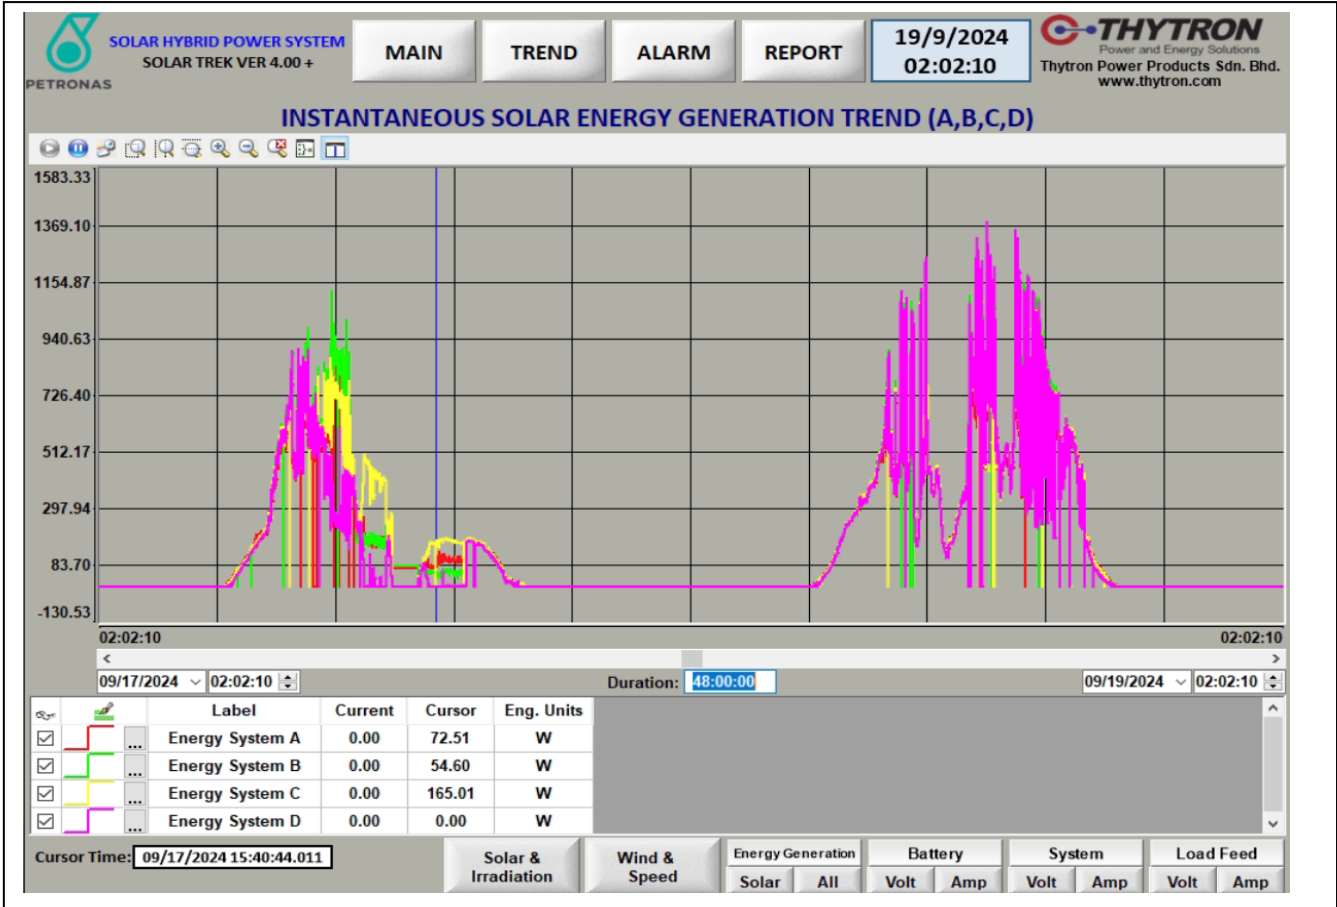 PETRONAS
SOLAR HYBRID POWER SYSTEM
SOLAR TREK VER 4.00 +
MAIN
TREND
ALARM
REPORT
19/9/2024
02:02:10
THYTRON
Power and Energy Solutions
Thytron Power Products Sdn. Bhd.
www.thytron.com
INSTANTANEOUS SOLAR ENERGY GENERATION TREND (A,B,C,D)
1583.33
1369.10
1154.87
940.63
726.40
512.17
297.94
83.70
-130.53
02:02:10 02:02:10
09/17/2024 02:02:10 Duration: 48:00:00 09/19/2024 02:02:10
Label Current Cursor Eng. Units
... Energy System A 0.00 72.51 W
... Energy System B 0.00 54.60 W
... Energy System C 0.00 165.01 W
... Energy System D 0.00 0.00 W
Cursor Time: 09/17/2024 15:40:44.011
Solar &
Irradiation
Wind &
Speed
Energy Generation
Solar All
Battery
Volt Amp
System
Volt Amp
Load Feed
Volt Amp